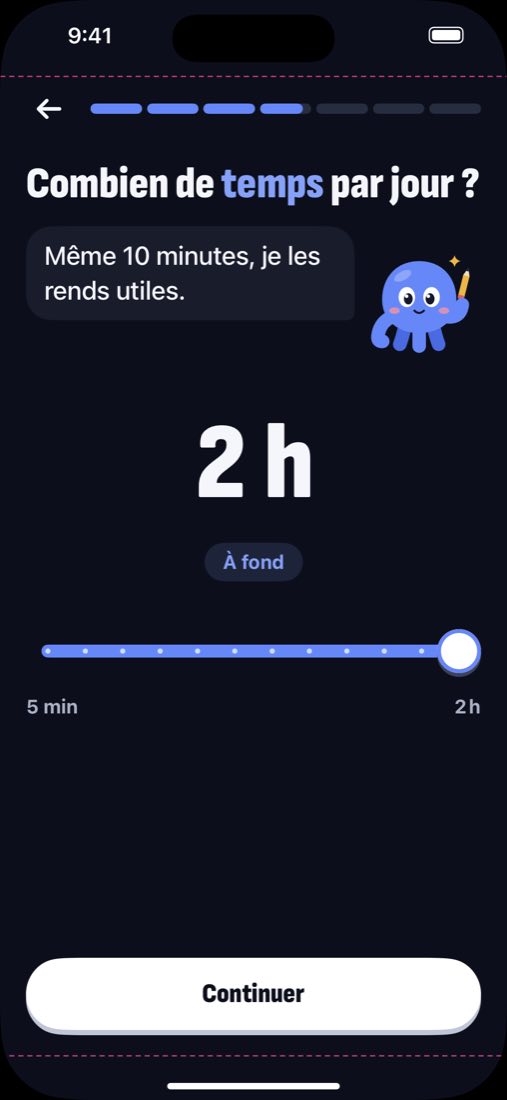 9:41
Combien de temps par jour ?
Même 10 minutes, je les
rends utiles.
2 h
À fond
5 min
2 h
Continuer